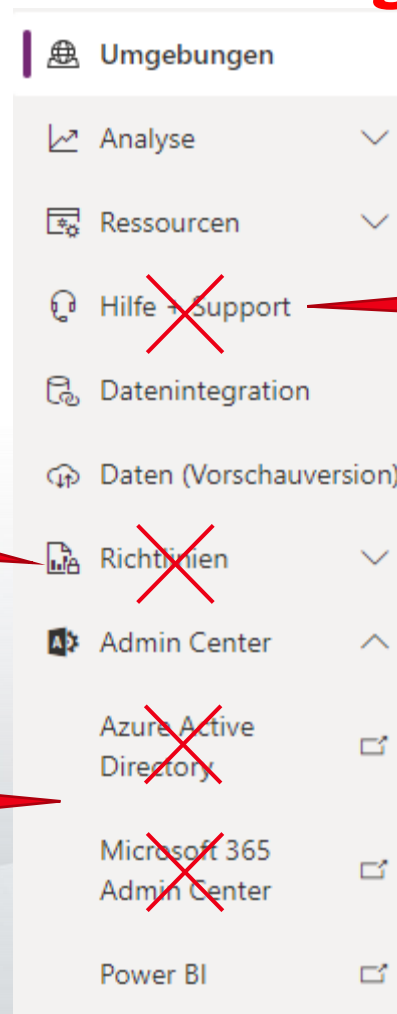 Umgebungen
Analyse
Ressourcen
Hilfe + Support
Datenintegration
Daten (Vorschauversion)
Richtlinien
Admin Center
Azure Active
Directory
Microsoft 365
Admin Center
Power BI